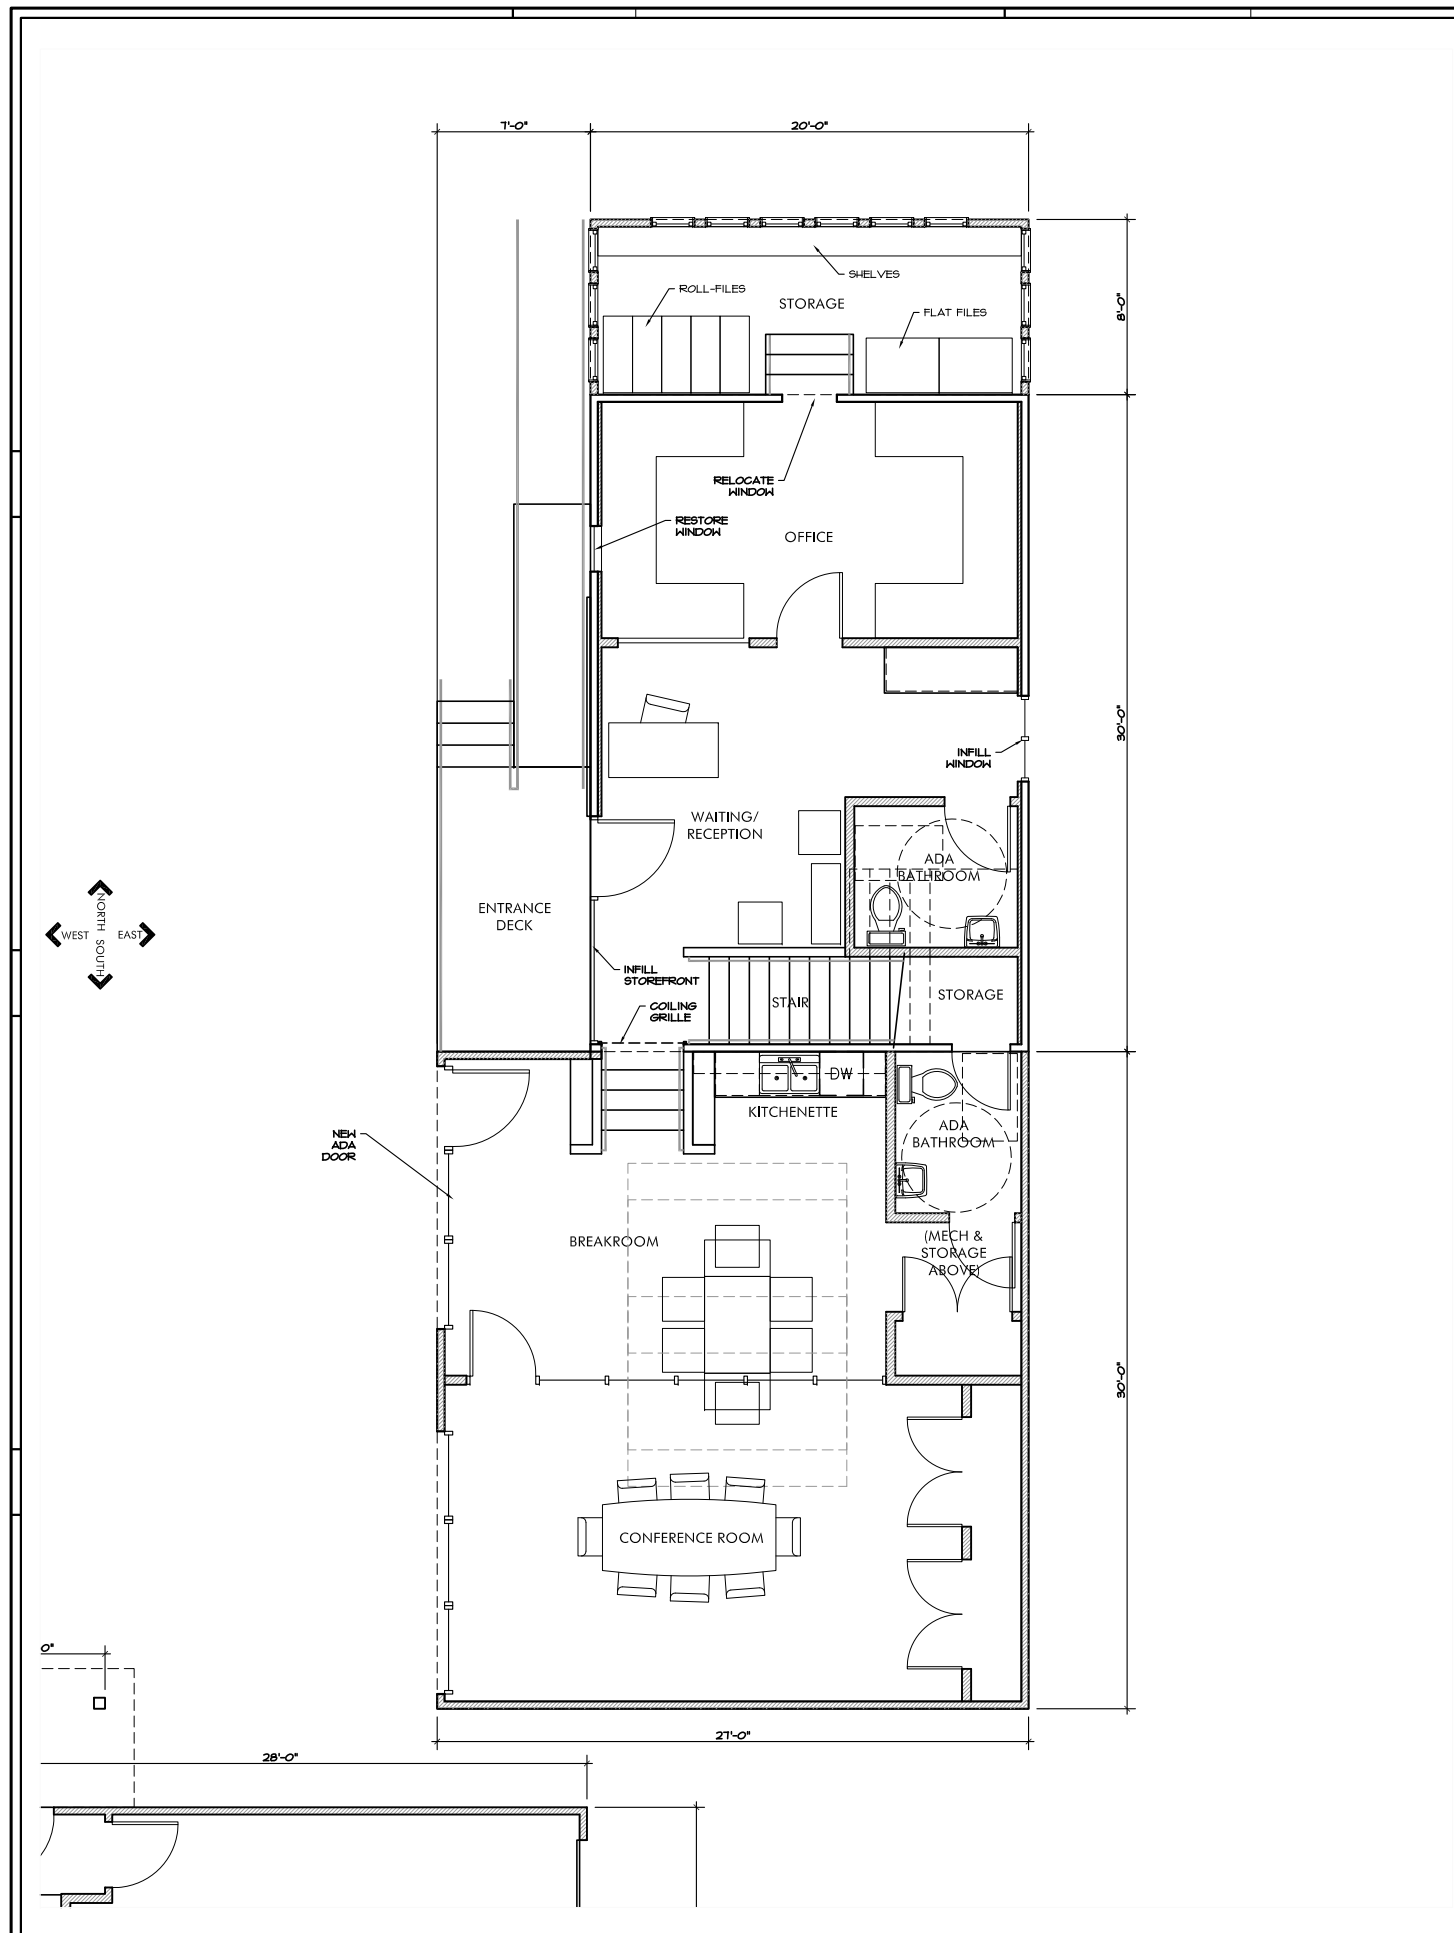 7'-0"
20'-0"
SHELVES
ROLL-FILES
STORAGE
FLAT FILES
8'-0"
RELOCATE
WINDOW
RESTORE
WINDOW
OFFICE
30'-0"
INFILL
WINDOW
WAITING/
RECEPTION
ADA
BATHROOM
ENTRANCE
DECK
NORTH
WEST
EAST
SOUTH
INFILL
STOREFRONT
STAIR
STORAGE
COILING
GRILLE
DW
KITCHENETTE
NEW
ADA
DOOR
ADA
BATHROOM
BREAKROOM
(MECH &
STORAGE
ABOVE)
30'-0"
CONFERENCE ROOM
0"
27'-0"
28'-0"